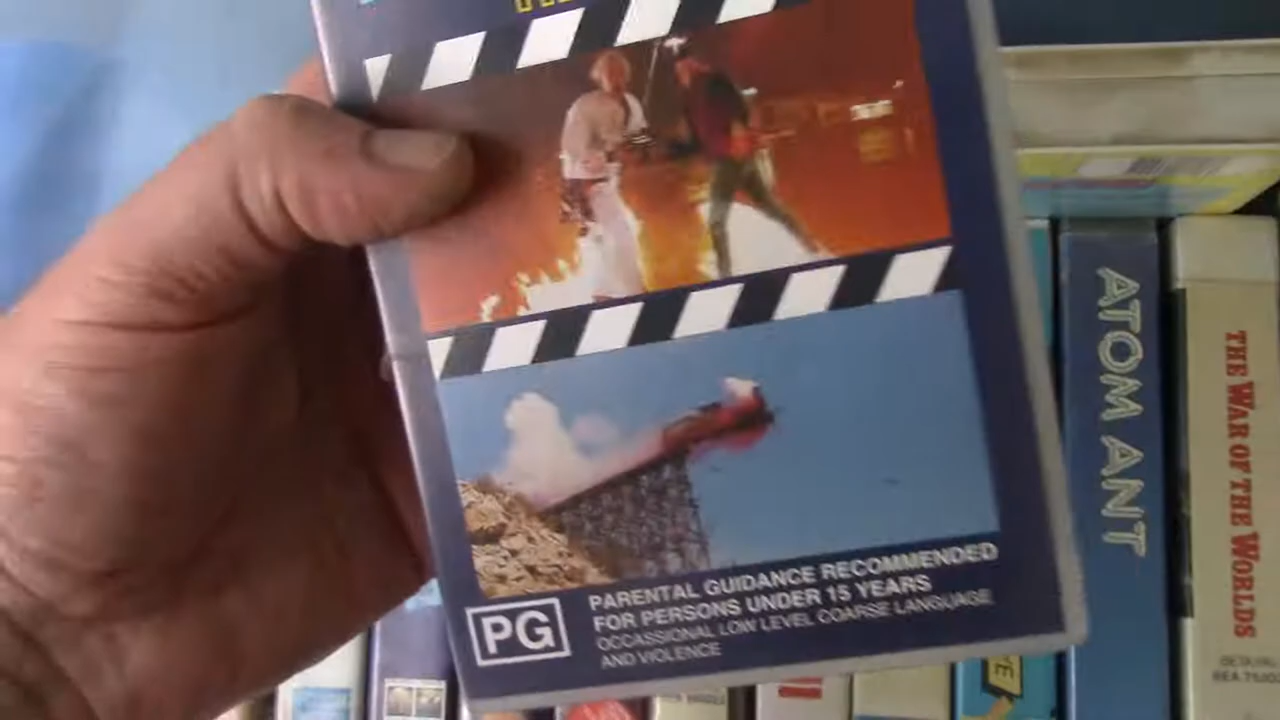 PG
PARENTAL GUIDANCE RECOMMENDED
FOR PERSONS UNDER 15 YEARS
OCCASSIONAL LOW LEVEL COARSE LANGUAGE
AND VIOLENCE
ATOM ANT
THE WAR OF THE WORLDS